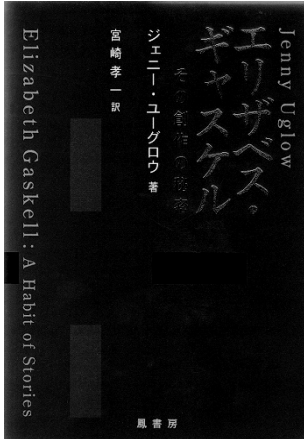 Jenny Uglow
エリザベス・
ギャスケル
その創作の
ジェニー・ユーグロウ 著
宮崎孝一 訳
Elizabeth Gaskell: A Habit of Stories
鳳書房